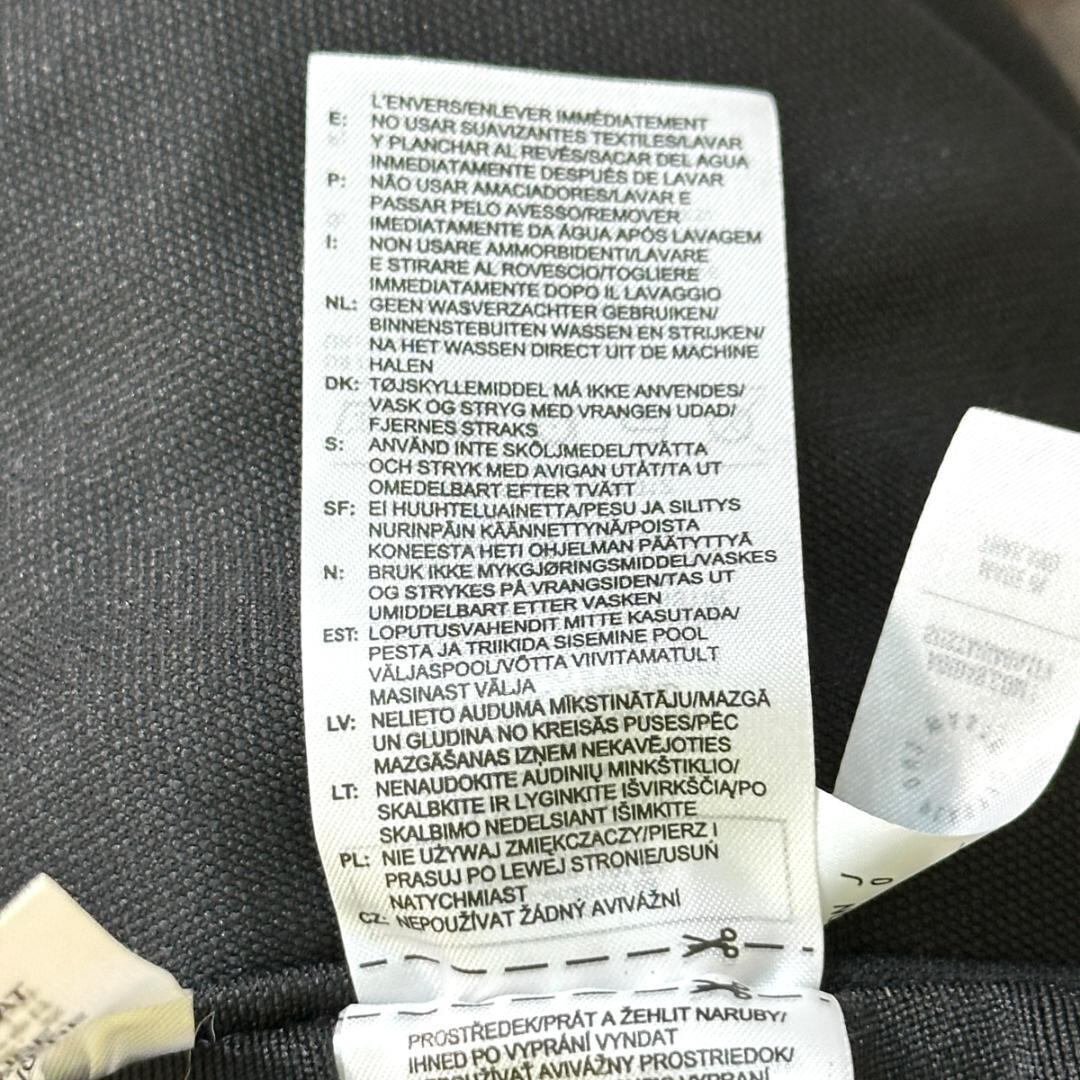 L'ENVERS/ENLEVER IMMÉDIATEMENT
E: NO USAR SUAVIZANTES TEXTILES/LAVAR
Y PLANCHAR AL REVÉS/SACAR DEL AGUA
INMEDIATAMENTE DESPUÉS DE LAVAR
P: NÃO USAR AMACIADORES/LAVAR E
PASSAR PELO AVESSO/REMOVER
IMEDIATAMENTE DA ÁGUA APÓS LAVAGEM
I: NON USARE AMMORBIDENTI/LAVARE
E STIRARE AL ROVESCIO/TOGLIERE
IMMEDIATAMENTE DOPO IL LAVAGGIO
NL: GEEN WASVERZACHTER GEBRUIKEN/
BINNENSTEBUITEN WASSEN EN STRIJKEN/
NA HET WASSEN DIRECT UIT DE MACHINE
HALEN
DK: TØJSKYLLEMIDDEL MÅ IKKE ANVENDES/
VASK OG STRYG MED VRANGEN UDAD/
FJERNES STRAKS
S: ANVÄND INTE SKÖLJMEDEL/TVÄTTA
OCH STRYK MED AVIGAN UTÅT/TA UT
OMEDELBART EFTER TVÄTT
SF: EI HUUHTELUAINETTA/PESU JA SILITYS
NURINPÄIN KÄÄNNETTYNÄ/POISTA
KONEESTA HETI OHJELMAN PÄÄTYTTYÄ
N: BRUK IKKE MYKGJØRINGSMIDDEL/VASKES
OG STRYKES PÅ VRANGSIDEN/TAS UT
UMIDDELBART ETTER VASKEN
EST: LOPUTUSVAHENDIT MITTE KASUTADA/
PESTA JA TRIIKIDA SISEMINE POOL
VÄLJASPOOL/VÕTTA VIIVITAMATULT
MASINAST VÄLJA
LV: NELIETO AUDUMA MĪKSTINĀTĀJU/MAZGĀ
UN GLUDINA NO KREISĀS PUSES/PĒC
MAZGĀŠANAS IZŅEM NEKAVĒJOTIES
LT: NENAUDOKITE AUDINIŲ MINKŠTIKLIO/
SKALBKITE IR LYGINKITE IŠVIRKŠČIĄ/PO
SKALBIMO NEDELSIANT IŠIMKITE
PL: NIE UŻYWAJ ZMIĘKCZACZY/PIERZ I
PRASUJ PO LEWEJ STRONIE/USUŃ
NATYCHMIAST
CZ: NEPOUŽÍVAT ŽÁDNÝ AVIVÁŽNÍ
PROSTŘEDEK/PRÁT A ŽEHLIT NARUBY/
IHNED PO VYPRÁNÍ VYNDAT
NEPOUŽÍVAŤ AVIVÁŽNY PROSTRIEDOK/